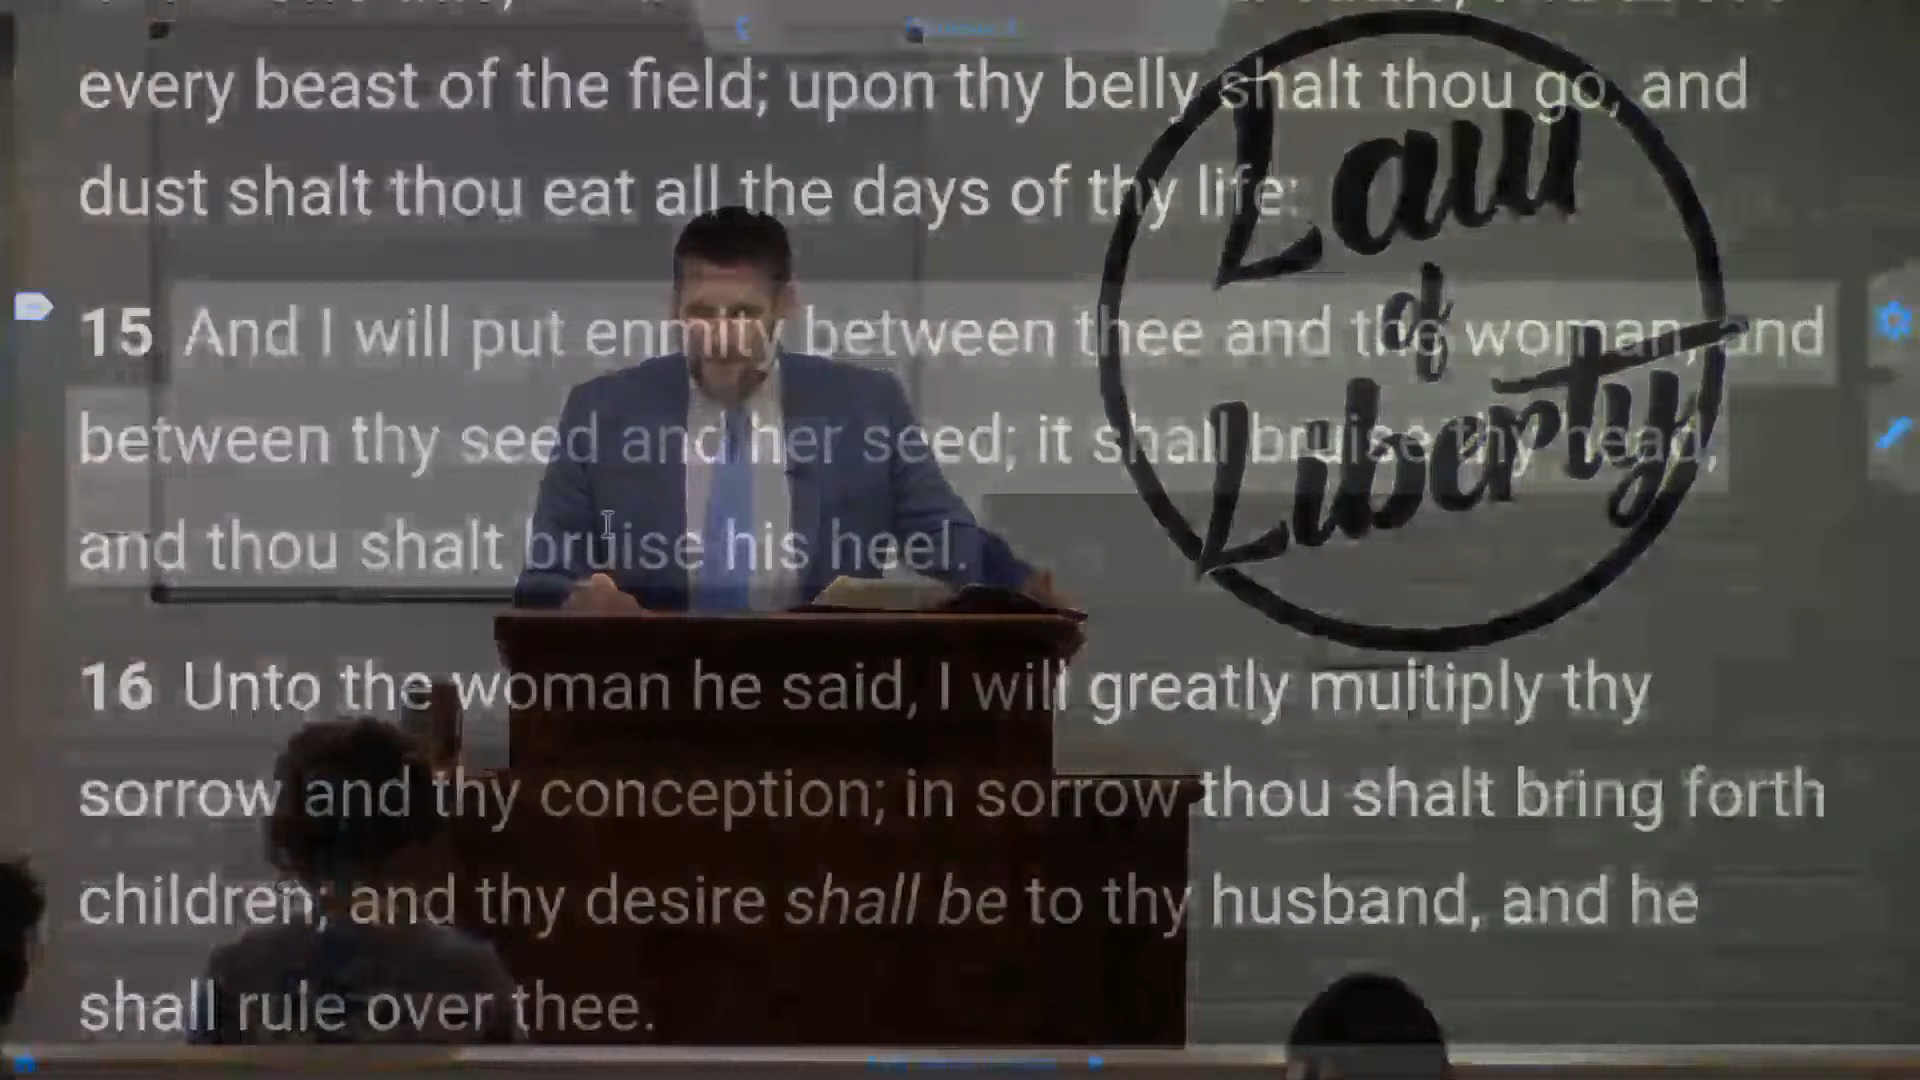 every beast of the field; upon thy belly shalt thou go, and
dust shalt thou eat all the days of thy life:
15 And I will put enmity between thee and the woman, and
between thy seed and her seed; it shall bruise thy head,
and thou shalt bruise his heel.
16 Unto the woman he said, I will greatly multiply thy
sorrow and thy conception; in sorrow thou shalt bring forth
children; and thy desire shall be to thy husband, and he
shall rule over thee.
Law
of
Liberty